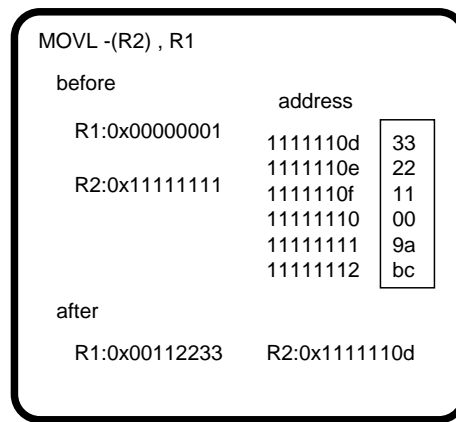 MOVL -(R2) , R1
before
address
R1:0x00000001
R2:0x11111111
1111110d 33
1111110e 22
1111110f 11
11111110 00
11111111 9a
11111112 bc
after
R1:0x00112233 R2:0x1111110d